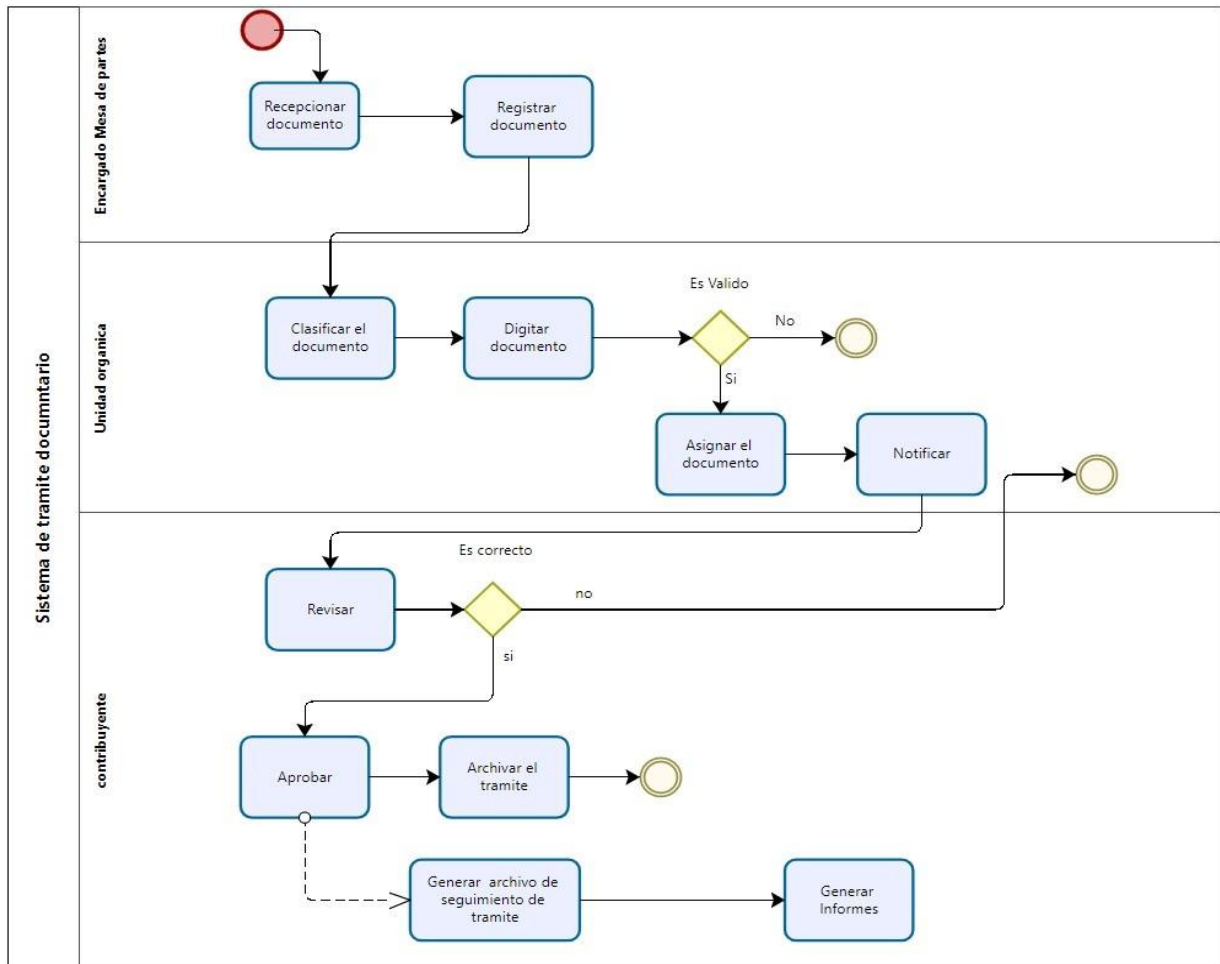 Sistema de tramite documntario
Encargado Mesa de partes
Recepcionar
documento
Registrar
documento
Unidad organica
Clasificar el
documento
Digitar
documento
Es Valido
No
Si
Asignar el
documento
Notificar
contribuyente
Revisar
Es correcto
no
si
Aprobar
Archivar el
tramite
Generar archivo de
seguimiento de
tramite
Generar
Informes